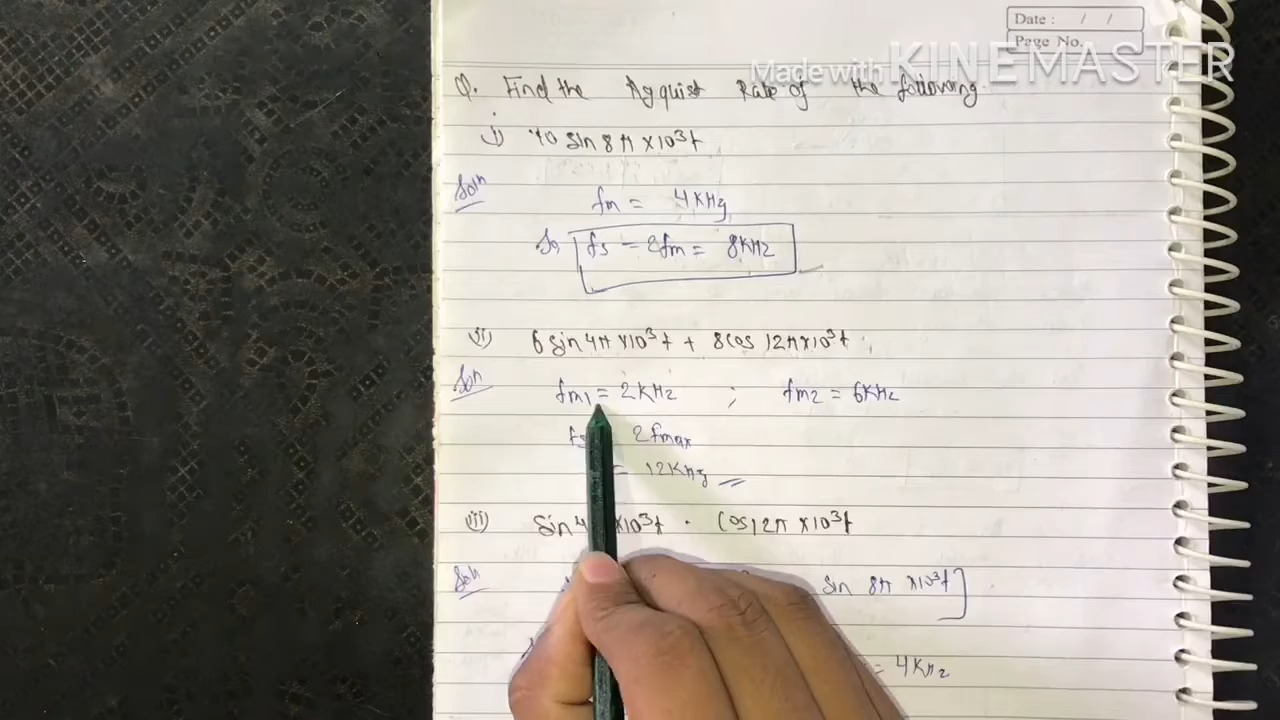 Date : / /
Page No.
Made with KINEMASTER
Q. Find the Nyquist Rate of the following
i) 10 sin 8π ×10³t
Soln
fm = 4KHz
So, fs = 2fm = 8KHz
ii) 6 sin 4π ×10³t + 8cos 12π×10³t
Soln
fm1 = 2KHz ; fm2 = 6KHz
fs 2fmax
= 12KHz
iii) sin 4 ×10³t . Cos 12π ×10³t
Soln
sin 8π ×10³t]
= 4KHz